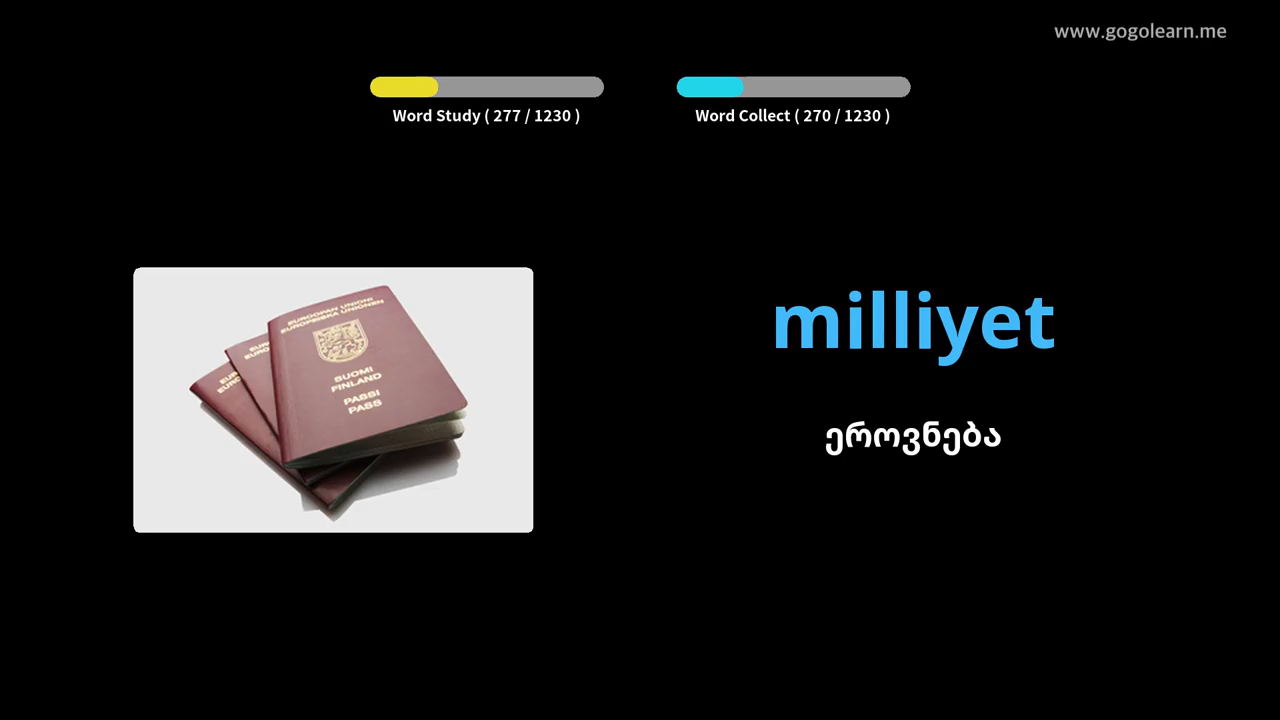 www.gogolearn.me
Word Study ( 277 / 1230 )
Word Collect ( 270 / 1230 )
EUROOPAN UNIONI
EUROPEISKA UNIONEN
SUOMI
FINLAND
PASSI
PASS
milliyet
ეროვნება